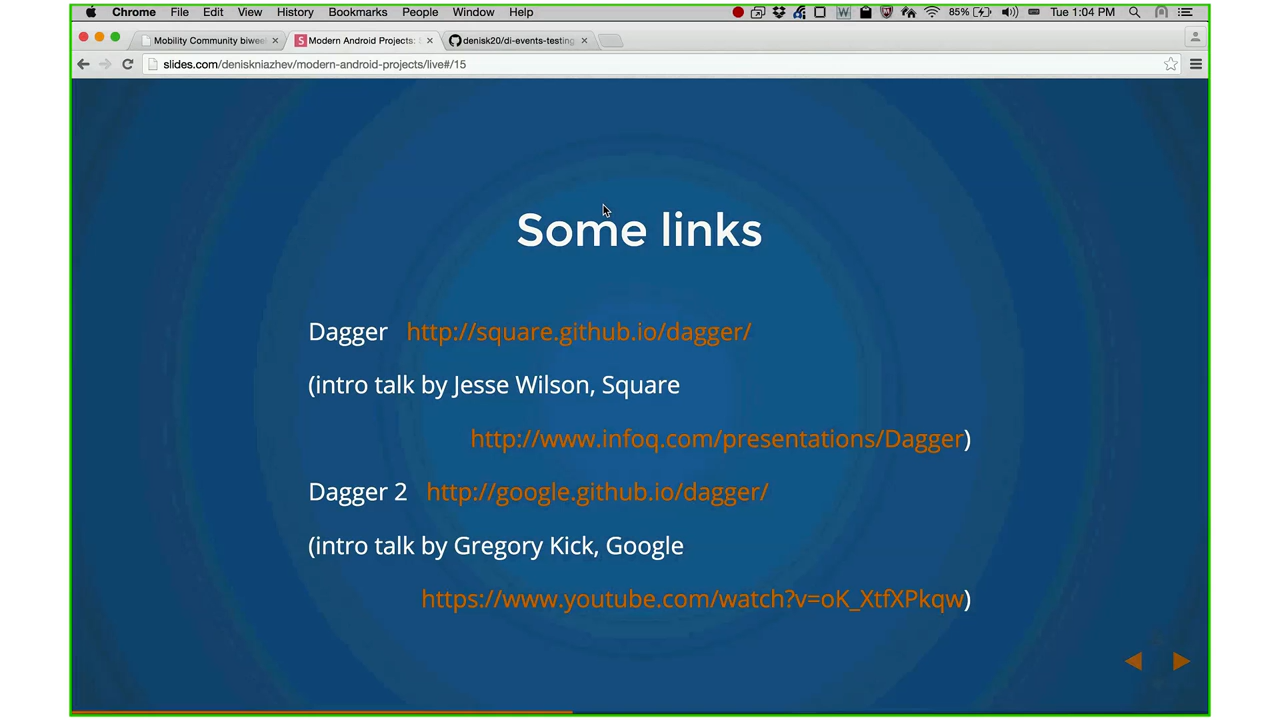 Chrome File Edit View History Bookmarks People Window Help 85% Tue 1:04 PM
Mobility Community biwee Modern Android Projects: denisk20/di-events-testing
slides.com/deniskniazhev/modern-android-projects/live#/15
Some links
Dagger http://square.github.io/dagger/
(intro talk by Jesse Wilson, Square
http://www.infoq.com/presentations/Dagger)
Dagger 2 http://google.github.io/dagger/
(intro talk by Gregory Kick, Google
https://www.youtube.com/watch?v=oK_XtfXPkqw)